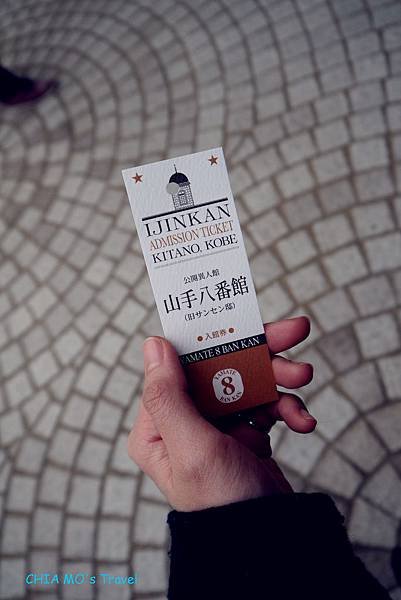 IJINKAN
ADMISSION TICKET
KITANO, KOBE
公開異人館
山手八番館
(旧サンセン邸)
●入館券●
YAMATE 8 BAN KAN
YAMATE
8
BAN KAN
CHIA MO's Travel